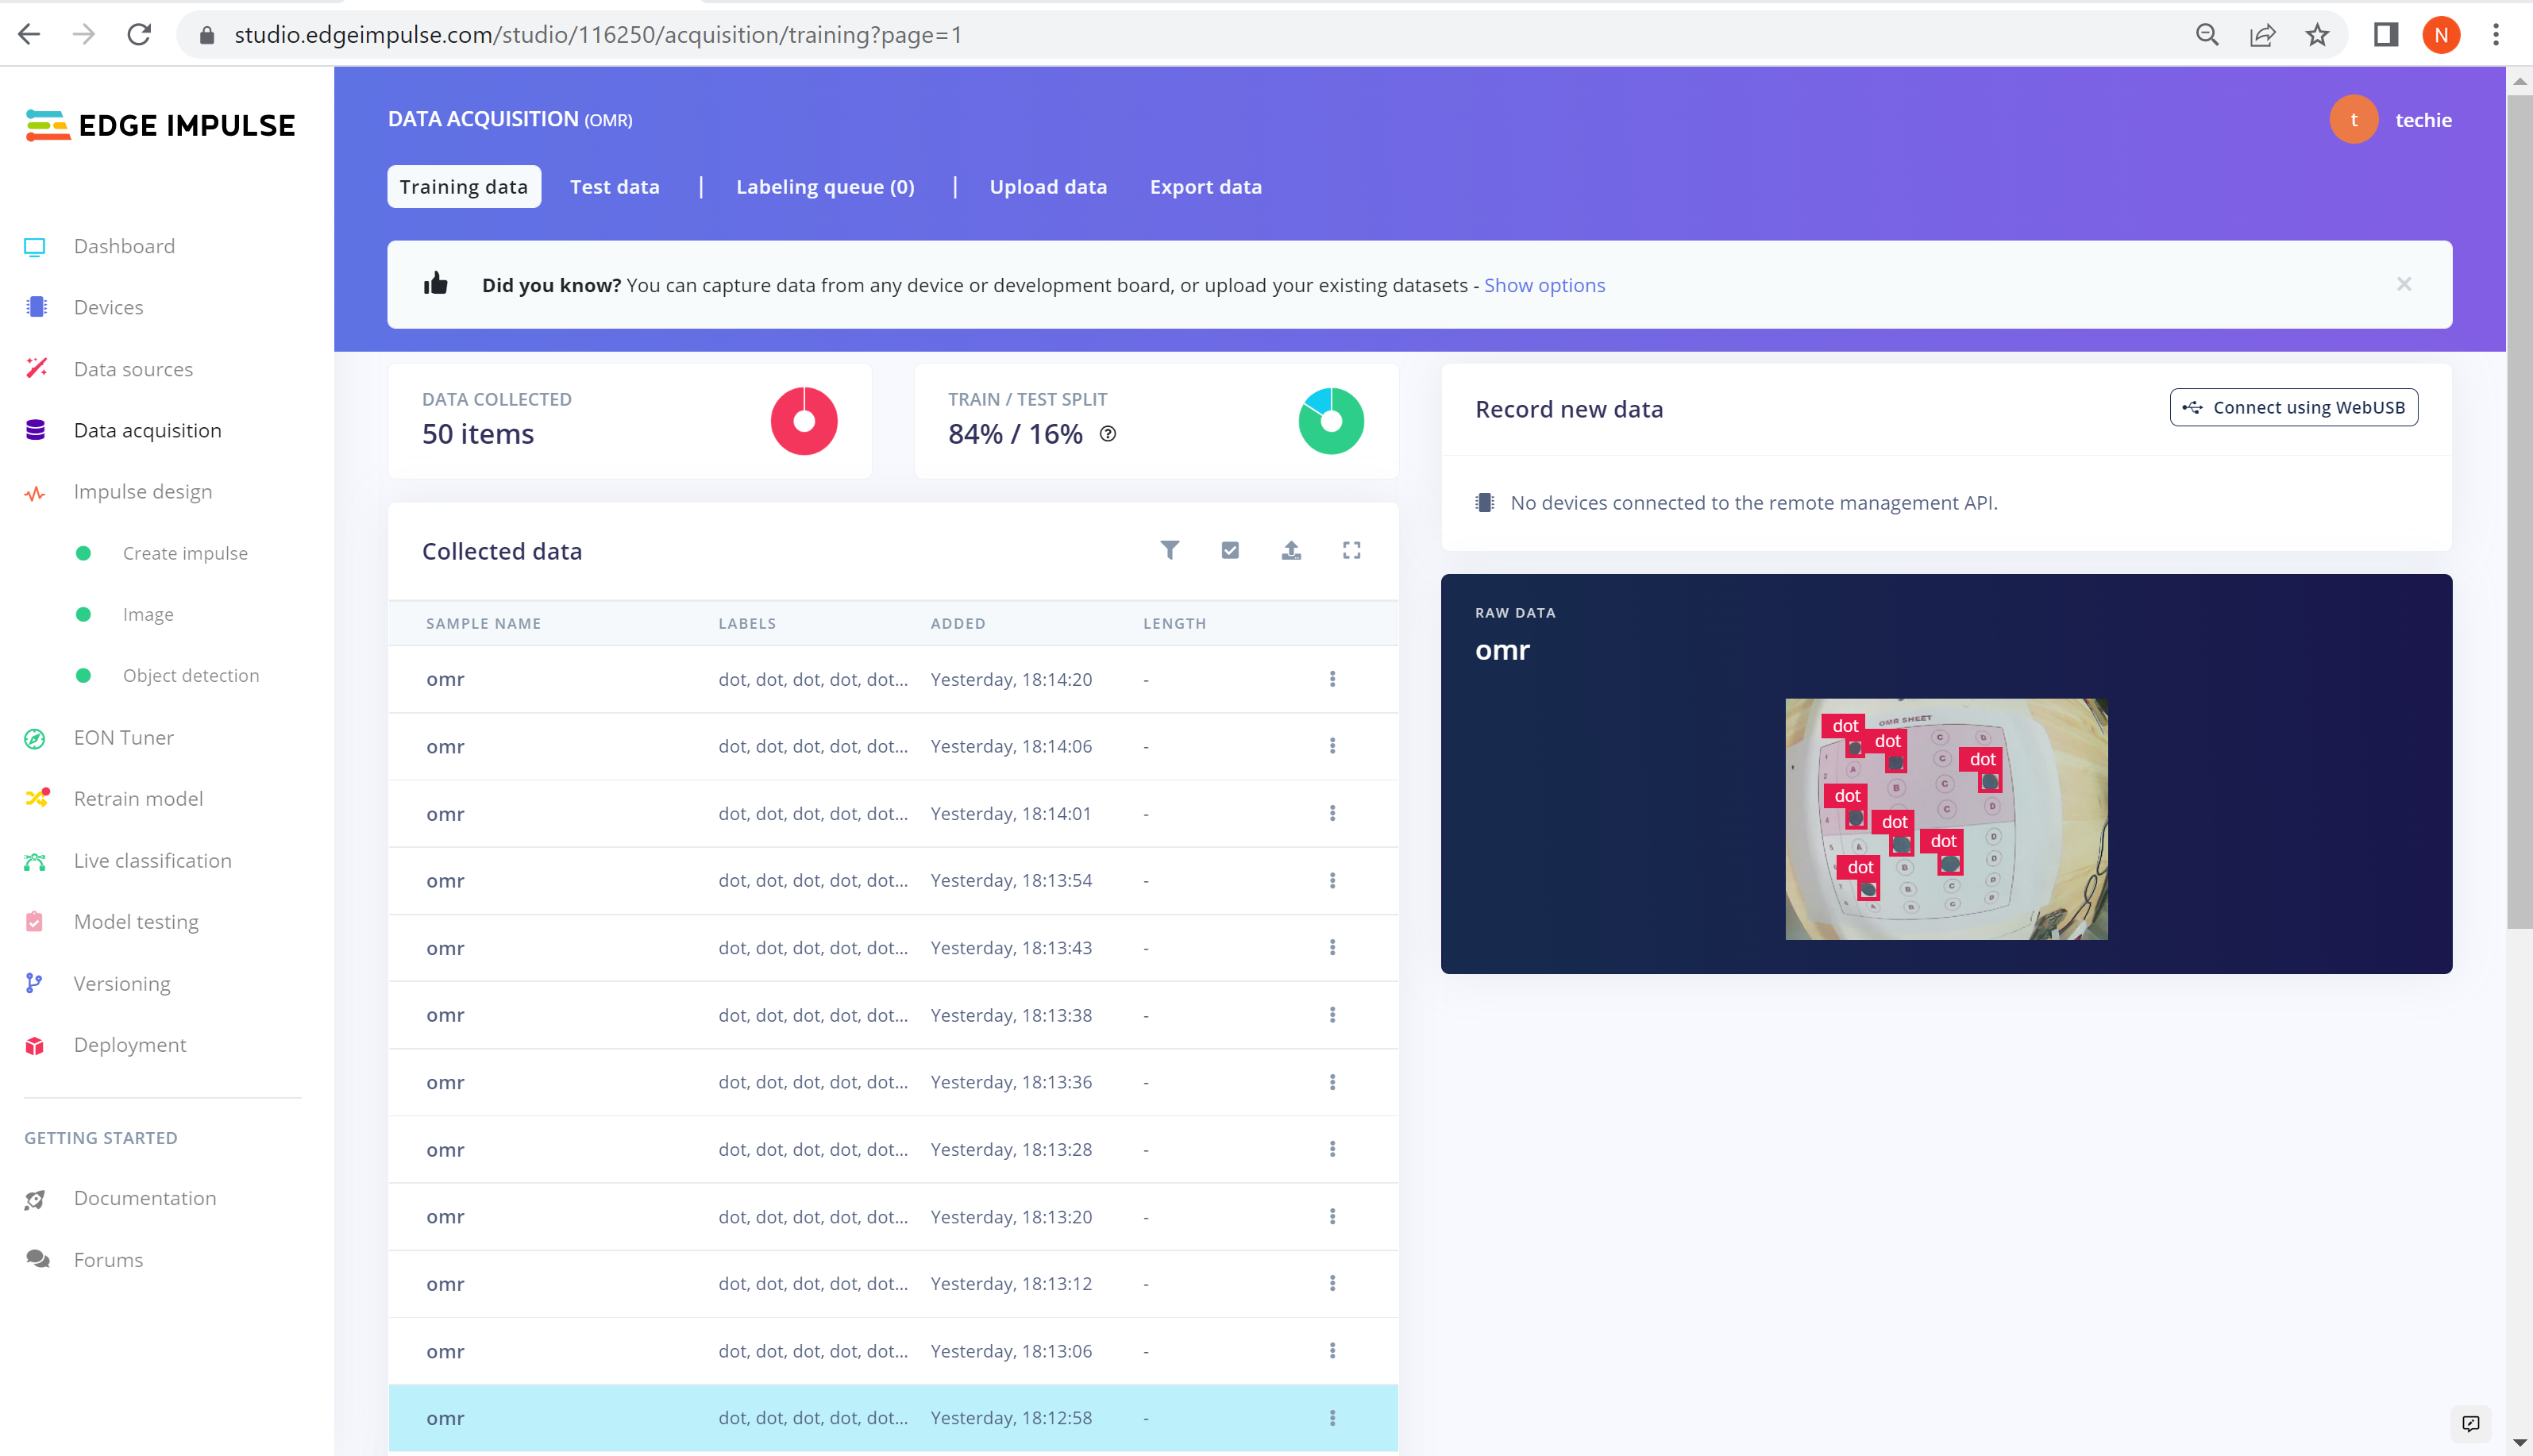 studio.edgeimpulse.com/studio/116250/acquisition/training?page=1
N
EDGE IMPULSE
Dashboard
Devices
Data sources
Data acquisition
Impulse design
Create impulse
Image
Object detection
EON Tuner
Retrain model
Live classification
Model testing
Versioning
Deployment
GETTING STARTED
Documentation
Forums
DATA ACQUISITION (OMR)
t techie
Training data Test data | Labeling queue (0) | Upload data Export data
Did you know? You can capture data from any device or development board, or upload your existing datasets - Show options
DATA COLLECTED
50 items
TRAIN / TEST SPLIT
84% / 16%
Collected data
SAMPLE NAME LABELS ADDED LENGTH
omr dot, dot, dot, dot, dot... Yesterday, 18:14:20 -
omr dot, dot, dot, dot, dot... Yesterday, 18:14:06 -
omr dot, dot, dot, dot, dot... Yesterday, 18:14:01 -
omr dot, dot, dot, dot, dot... Yesterday, 18:13:54 -
omr dot, dot, dot, dot, dot... Yesterday, 18:13:43 -
omr dot, dot, dot, dot, dot... Yesterday, 18:13:38 -
omr dot, dot, dot, dot, dot... Yesterday, 18:13:36 -
omr dot, dot, dot, dot, dot... Yesterday, 18:13:28 -
omr dot, dot, dot, dot, dot... Yesterday, 18:13:20 -
omr dot, dot, dot, dot, dot... Yesterday, 18:13:12 -
omr dot, dot, dot, dot, dot... Yesterday, 18:13:06 -
omr dot, dot, dot, dot, dot... Yesterday, 18:12:58 -
Record new data
Connect using WebUSB
No devices connected to the remote management API.
RAW DATA
omr
OMR SHEET
dot
dot
dot
dot
dot
dot
dot